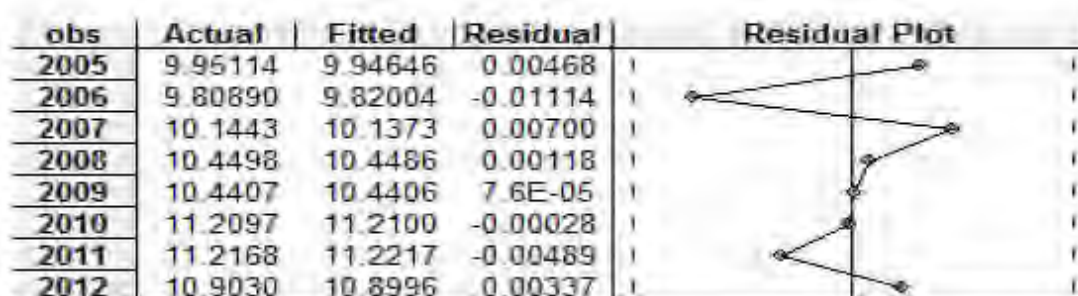 obs Actual Fitted Residual Residual Plot
2005 9.95114 9.94646 0.00468
2006 9.80890 9.82004 -0.01114
2007 10.1443 10.1373 0.00700
2008 10.4498 10.4486 0.00118
2009 10.4407 10.4406 7.6E-05
2010 11.2097 11.2100 -0.00028
2011 11.2168 11.2217 -0.00489
2012 10.9030 10.8996 0.00337